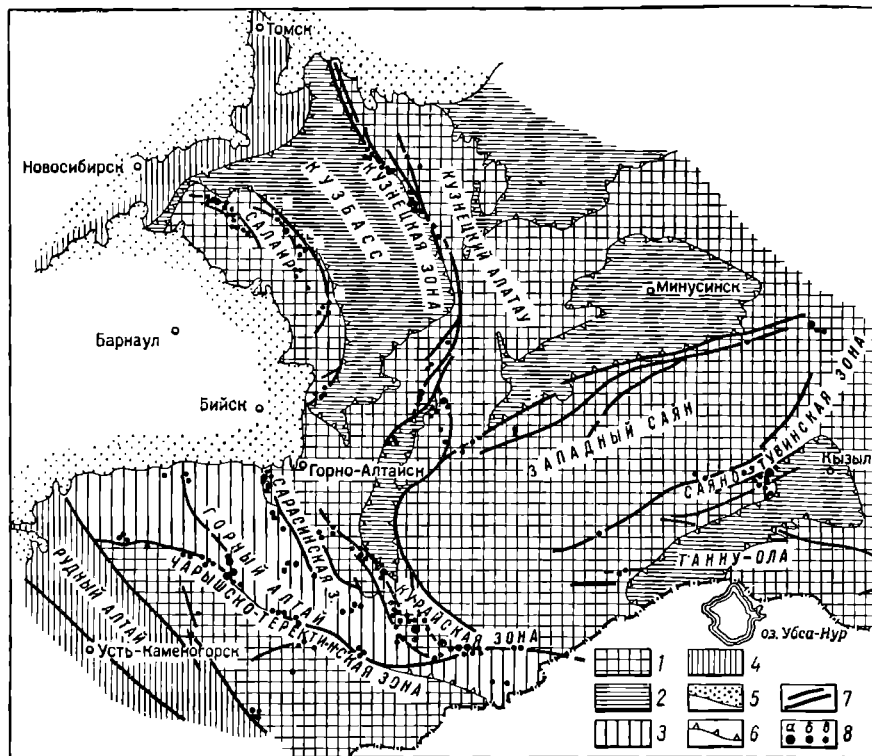 Томск
Новосибирск
КУЗБАСС
КУЗНЕЦКАЯ ЗОНА
КУЗНЕЦКИЙ АЛАТАУ
САЛАИР
Минусинск
Барнаул
Бийск
ЗАПАДНЫЙ САЯН
САЯНО-ТУВИНСКАЯ ЗОНА
Кызыл
Горно-Алтайск
САРАСИНСКАЯ З.
ГОРНЫЙ АЛТАЙ
ЧАРЫШСКО-ТЕРЕКТИНСКАЯ ЗОНА
РУДНЫЙ АЛТАЙ
КУРАЙСКАЯ ЗОНА
ТАННУ-ОЛА
оз. Убса-Нур
Усть-Каменогорск
1 4
2 5 7
а б в
3 6 8